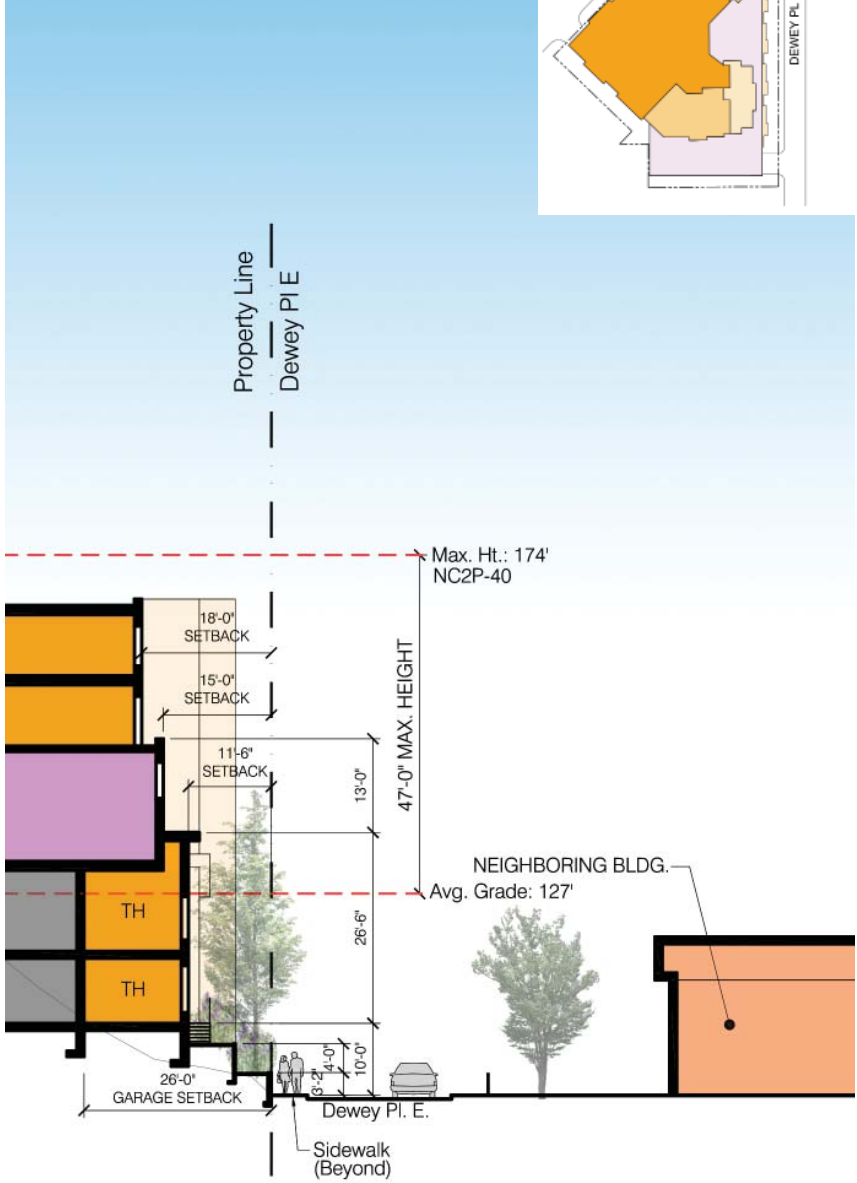 DEWEY PL
Property Line
Dewey Pl E
Max. Ht.: 174'
NC2P-40
18'-0"
SETBACK
15'-0"
SETBACK
11'-6"
SETBACK
13'-0"
47'-0" MAX. HEIGHT
NEIGHBORING BLDG.
Avg. Grade: 127'
TH
26'-6"
TH
26'-0"
GARAGE SETBACK
3'-2"
4'-0"
10'-0"
Dewey Pl. E.
Sidewalk
(Beyond)